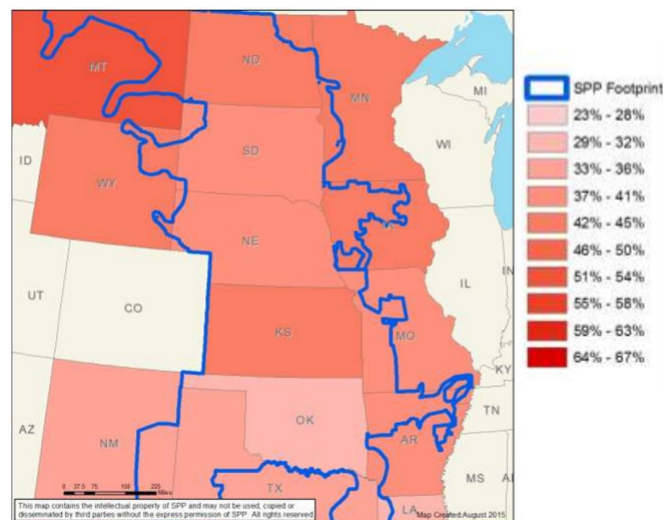 MT
ND
MN
MI
WI
ID
SD
WY
NE
IL
IN
UT
CO
KS
MO
KY
TN
AZ
NM
OK
AR
MS
TX
LA
SPP Footprint
23% - 28%
29% - 32%
33% - 36%
37% - 41%
42% - 45%
46% - 50%
51% - 54%
55% - 58%
59% - 63%
64% - 67%
0 37.5 75 150 225
Miles
This map contains the intellectual property of SPP and may not be used, copied or
disseminated by third parties without the express permission of SPP. All rights reserved.
Map Created August 2015